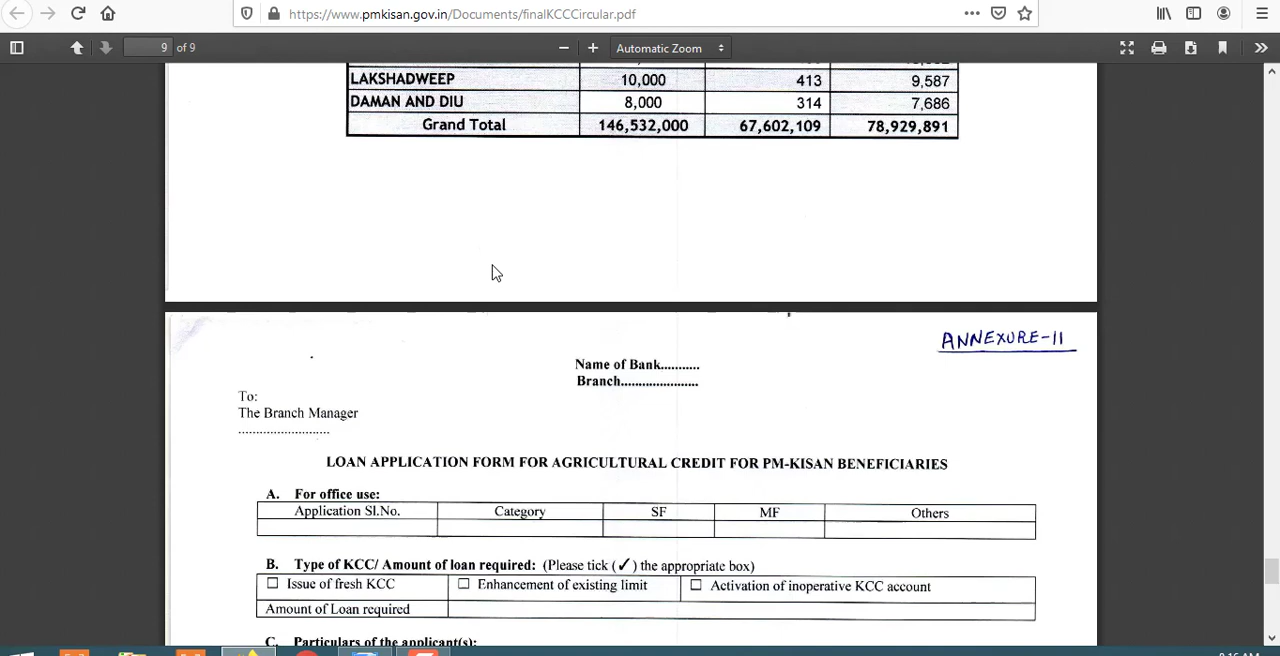 https://www.pmkisan.gov.in/Documents/finalKCCCircular.pdf
9 of 9
Automatic Zoom
LAKSHADWEEP 10,000 413 9,587
DAMAN AND DIU 8,000 314 7,686
Grand Total 146,532,000 67,602,109 78,929,891
ANNEXURE-II
Name of Bank...........
Branch......................
To:
The Branch Manager
.........................
LOAN APPLICATION FORM FOR AGRICULTURAL CREDIT FOR PM-KISAN BENEFICIARIES
A. For office use:
Application Sl.No. Category SF MF Others
B. Type of KCC/ Amount of loan required: (Please tick (✓) the appropriate box)
☐ Issue of fresh KCC ☐ Enhancement of existing limit ☐ Activation of inoperative KCC account
Amount of Loan required
C. Particulars of the applicant(s):